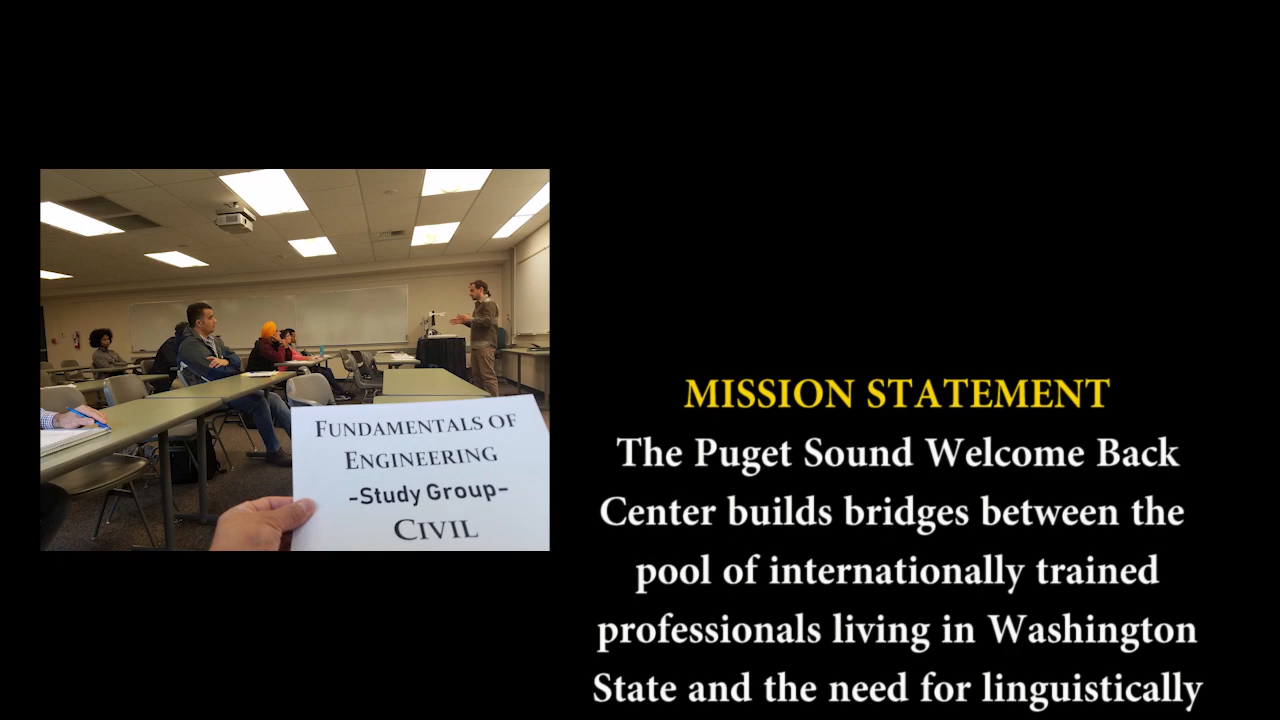 FUNDAMENTALS OF
ENGINEERING
-Study Group-
CIVIL
MISSION STATEMENT
The Puget Sound Welcome Back
Center builds bridges between the
pool of internationally trained
professionals living in Washington
State and the need for linguistically